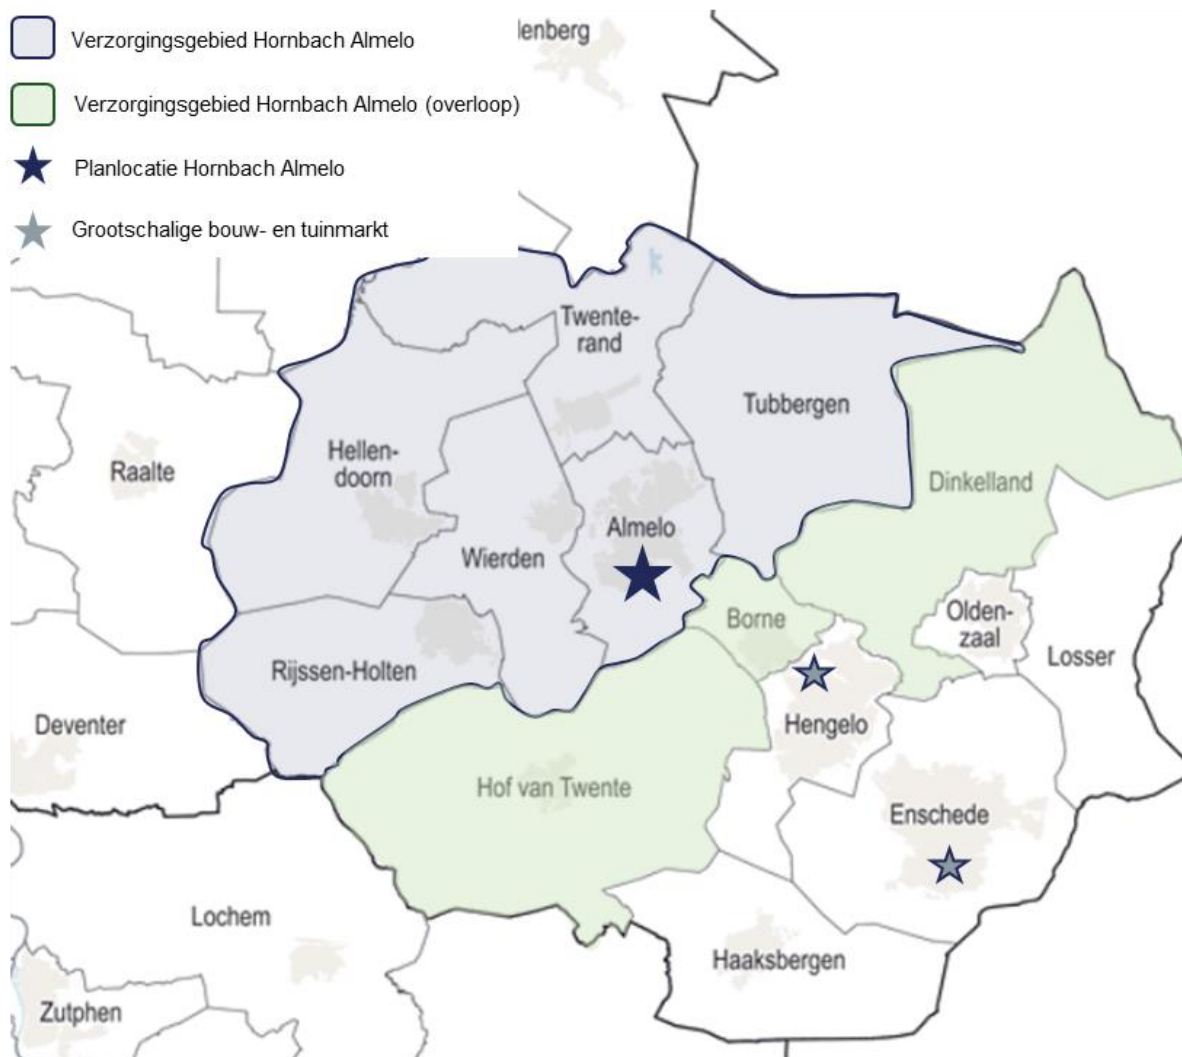 Verzorgingsgebied Hornbach Almelo
Verzorgingsgebied Hornbach Almelo (overloop)
Planlocatie Hornbach Almelo
Grootschalige bouw- en tuinmarkt
lenberg
Twente-
rand
Tubbergen
Hellen-
doorn
Raalte
Dinkelland
Almelo
Wierden
Borne
Olden-
zaal
Losser
Rijssen-Holten
Deventer
Hengelo
Hof van Twente
Enschede
Lochem
Haaksbergen
Zutphen